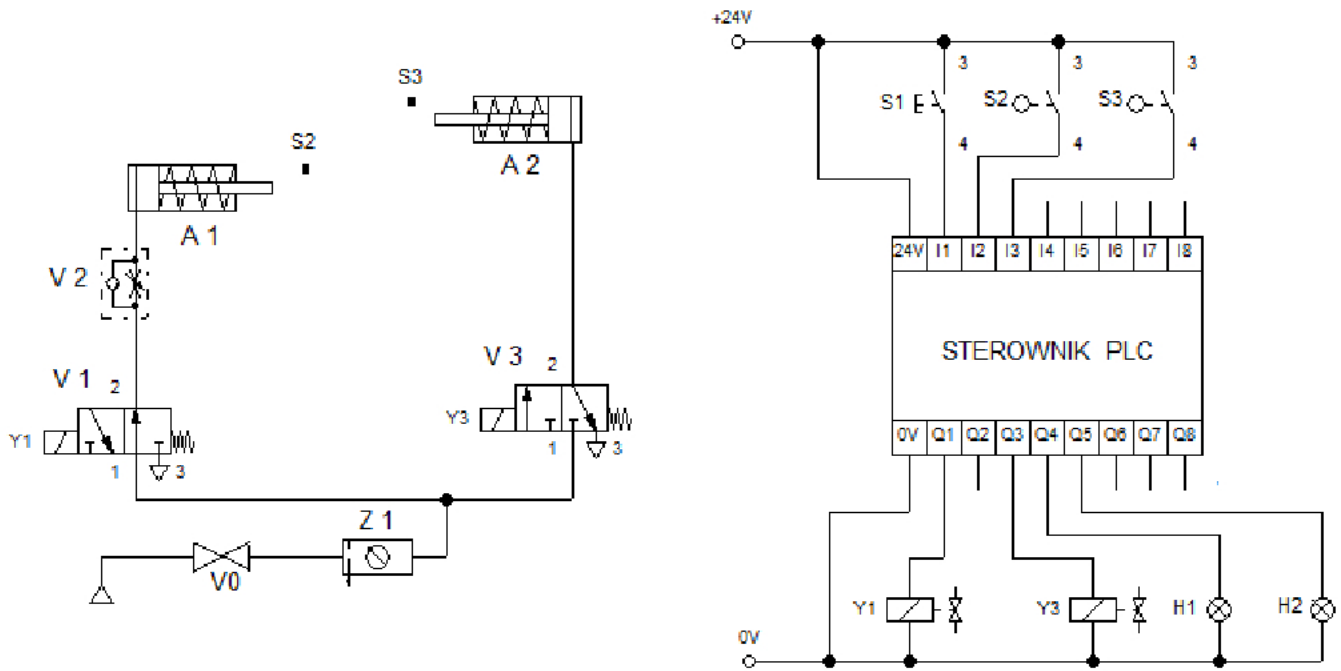 +24V
S3
3 3 3
S1 S2 S3
S2
4 4 4
A 2
A 1
24V I1 I2 I3 I4 I5 I6 I7 I8
V 2
STEROWNIK PLC
V 3 2
V 1 2
Y3
Y1
1 3
1 3
0V Q1 Q2 Q3 Q4 Q5 Q6 Q7 Q8
Z 1
V0
Y1 Y3 H1 H2
0V